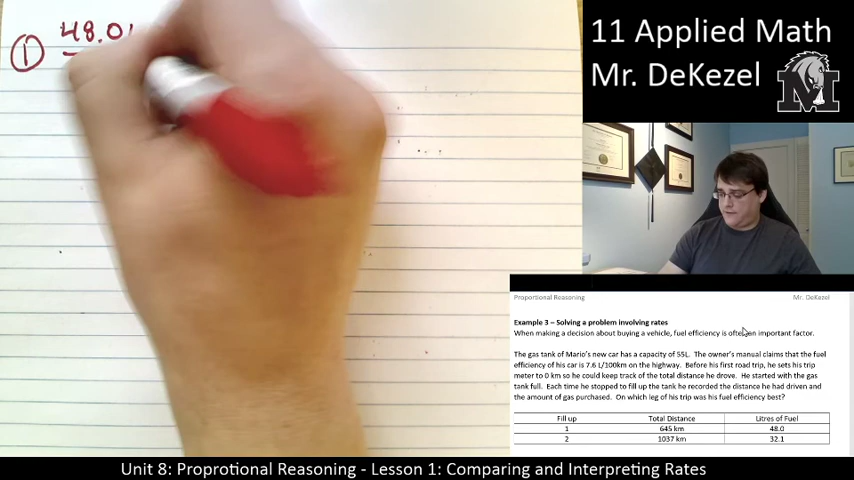 ① 48.0
11 Applied Math
Mr. DeKezel
M
Proportional Reasoning Mr. DeKezel
Example 3 – Solving a problem involving rates
When making a decision about buying a vehicle, fuel efficiency is often an important factor.
The gas tank of Mario's new car has a capacity of 55L. The owner's manual claims that the fuel
efficiency of his car is 7.6 L/100km on the highway. Before his first road trip, he sets his trip
meter to 0 km so he could keep track of the total distance he drove. He started with the gas
tank full. Each time he stopped to fill up the tank he recorded the distance he had driven and
the amount of gas purchased. On which leg of his trip was his fuel efficiency best?
Fill up Total Distance Litres of Fuel
1 645 km 48.0
2 1037 km 32.1
Unit 8: Proprotional Reasoning - Lesson 1: Comparing and Interpreting Rates